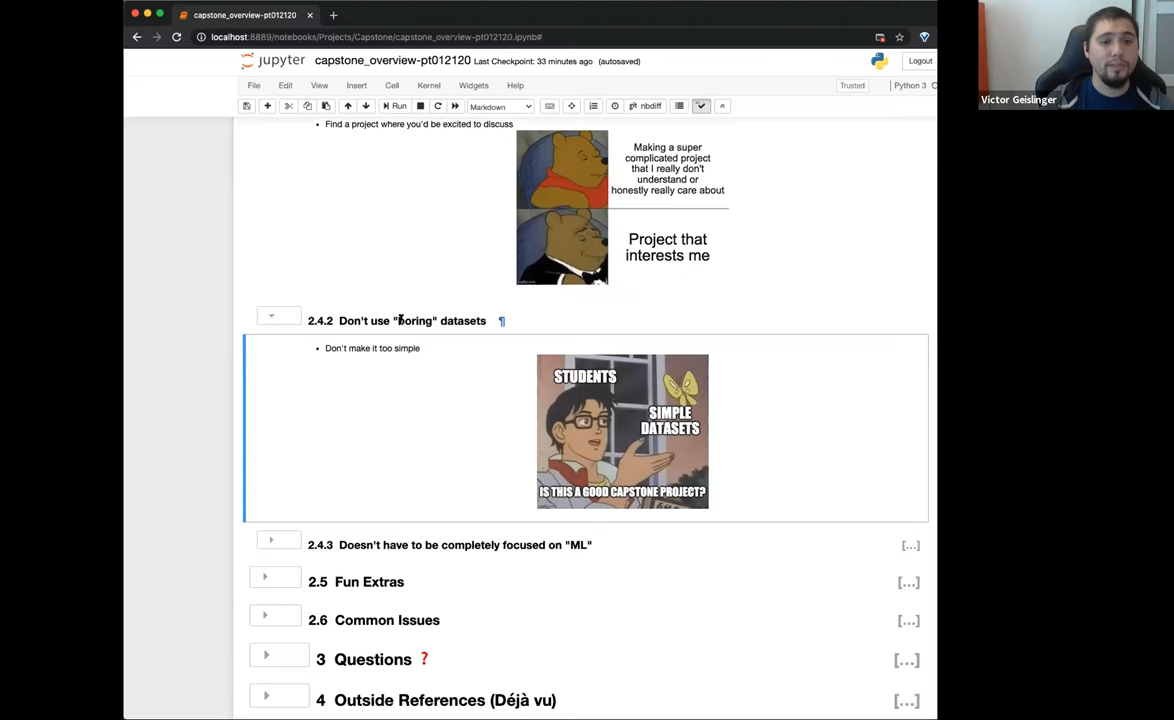 capstone_overview-pt012120
localhost:8889/notebooks/Projects/Capstone/capstone_overview-pt012120.ipynb#
jupyter capstone_overview-pt012120 Last Checkpoint: 33 minutes ago (autosaved)
Logout
File Edit View Insert Cell Kernel Widgets Help
Trusted
Python 3
Run
Markdown
nbdiff
Victor Geislinger
• Find a project where you'd be excited to discuss
Making a super
complicated project
that I really don't
understand or
honestly really care about
Project that
interests me
2.4.2 Don't use "boring" datasets ¶
• Don't make it too simple
STUDENTS
SIMPLE
DATASETS
IS THIS A GOOD CAPSTONE PROJECT?
2.4.3 Doesn't have to be completely focused on "ML"
[...]
2.5 Fun Extras
[...]
2.6 Common Issues
[...]
3 Questions ❓
[...]
4 Outside References (Déjà vu)
[...]